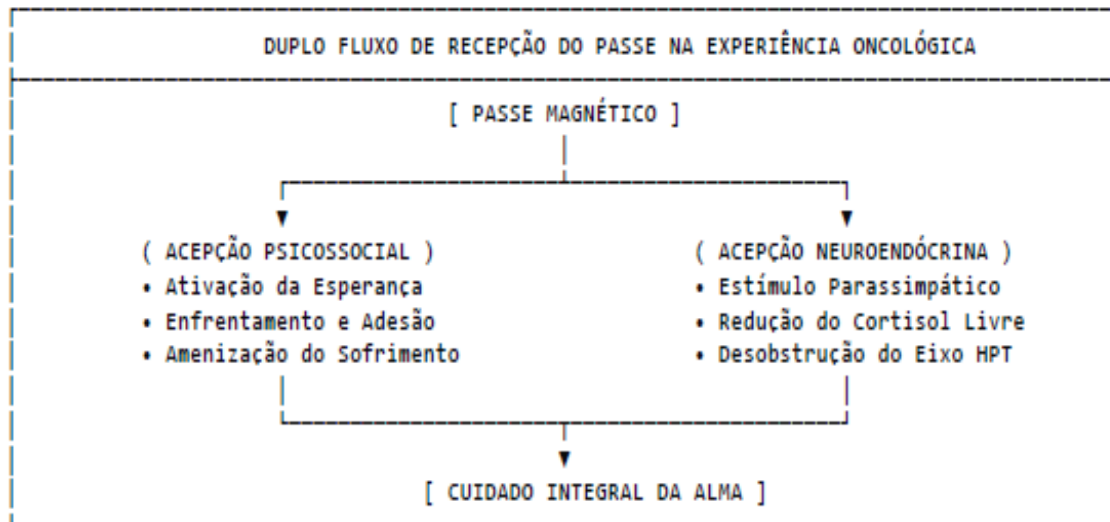 DUPLO FLUXO DE RECEPÇÃO DO PASSE NA EXPERIÊNCIA ONCOLÓGICA
[ PASSE MAGNÉTICO ]
( ACEPÇÃO PSICOSSOCIAL )
• Ativação da Esperança
• Enfrentamento e Adesão
• Amenização do Sofrimento
( ACEPÇÃO NEUROENDÓCRINA )
• Estímulo Parassimpático
• Redução do Cortisol Livre
• Desobstrução do Eixo HPT
[ CUIDADO INTEGRAL DA ALMA ]